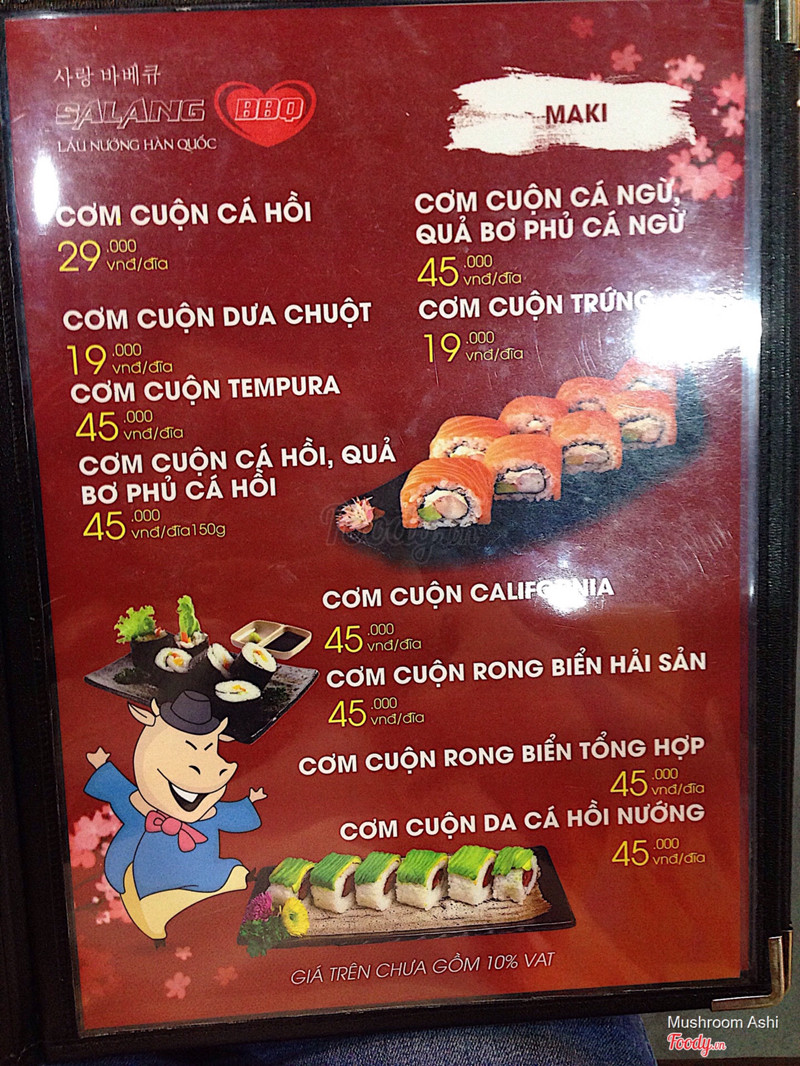 사랑 바베큐
SALANG BBQ
LẨU NƯỚNG HÀN QUỐC
MAKI
CƠM CUỘN CÁ HỒI
29.000
vnđ/đĩa
CƠM CUỘN DƯA CHUỘT
19.000
vnđ/đĩa
CƠM CUỘN TEMPURA
45.000
vnđ/đĩa
CƠM CUỘN CÁ HỒI, QUẢ
BƠ PHỦ CÁ HỒI
45.000
vnđ/đĩa150g
CƠM CUỘN CÁ NGỪ,
QUẢ BƠ PHỦ CÁ NGỪ
45.000
vnđ/đĩa
CƠM CUỘN TRỨNG
19.000
vnđ/đĩa
Foody.vn
CƠM CUỘN CALIFORNIA
45.000
vnđ/đĩa
CƠM CUỘN RONG BIỂN HẢI SẢN
45.000
vnđ/đĩa
CƠM CUỘN RONG BIỂN TỔNG HỢP
45.000
vnđ/đĩa
CƠM CUỘN DA CÁ HỒI NƯỚNG
45.000
vnđ/đĩa
GIÁ TRÊN CHƯA GỒM 10% VAT
Mushroom Ashi
Foody.vn